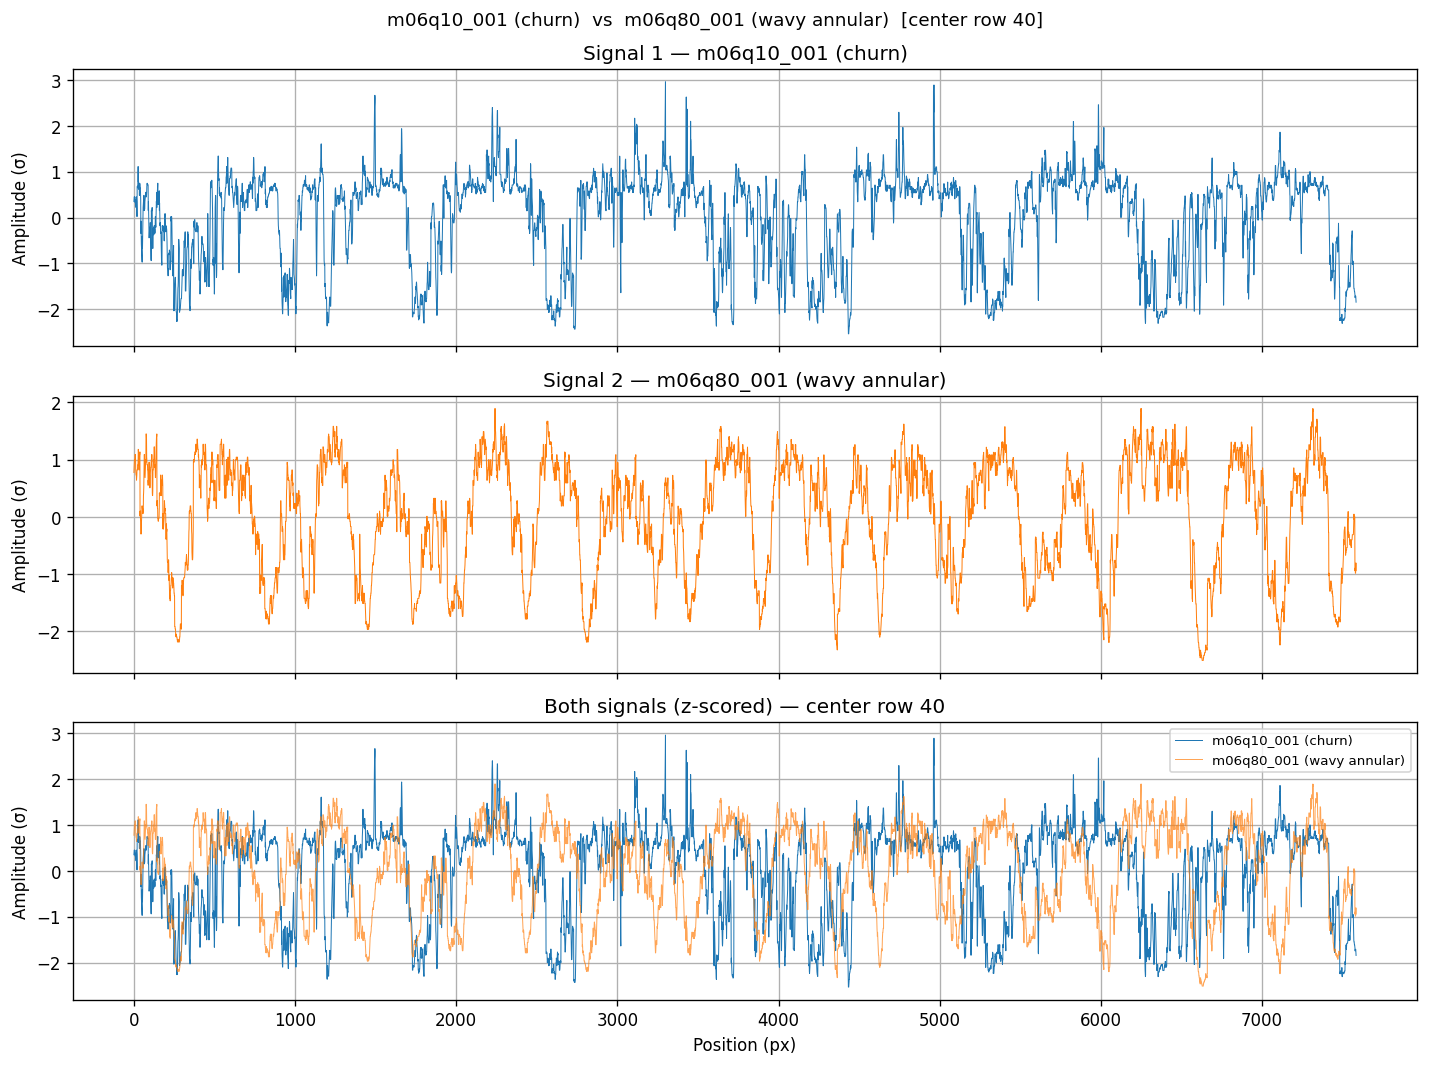 m06q10_001 (churn)  vs  m06q80_001 (wavy annular)  [center row 40]
Signal 1 — m06q10_001 (churn)
3
2
1
0
−1
−2
Amplitude (σ)
Signal 2 — m06q80_001 (wavy annular)
2
1
0
−1
−2
Amplitude (σ)
Both signals (z-scored) — center row 40
m06q10_001 (churn)
m06q80_001 (wavy annular)
3
2
1
0
−1
−2
Amplitude (σ)
0 1000 2000 3000 4000 5000 6000 7000
Position (px)